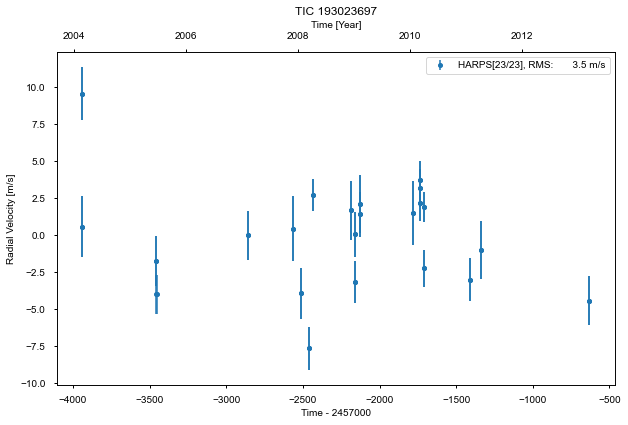 TIC 193023697
Time [Year]
2004 2006 2008 2010 2012
HARPS[23/23], RMS: 3.5 m/s
10.0
7.5
5.0
2.5
0.0
−2.5
−5.0
−7.5
−10.0
Radial Velocity [m/s]
−4000 −3500 −3000 −2500 −2000 −1500 −1000 −500
Time - 2457000